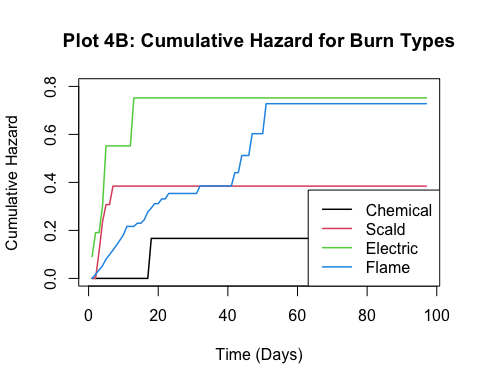 Plot 4B: Cumulative Hazard for Burn Types
Cumulative Hazard
0.8
0.6
0.4
0.2
0.0
Chemical
Scald
Electric
Flame
0 20 40 60 80 100
Time (Days)